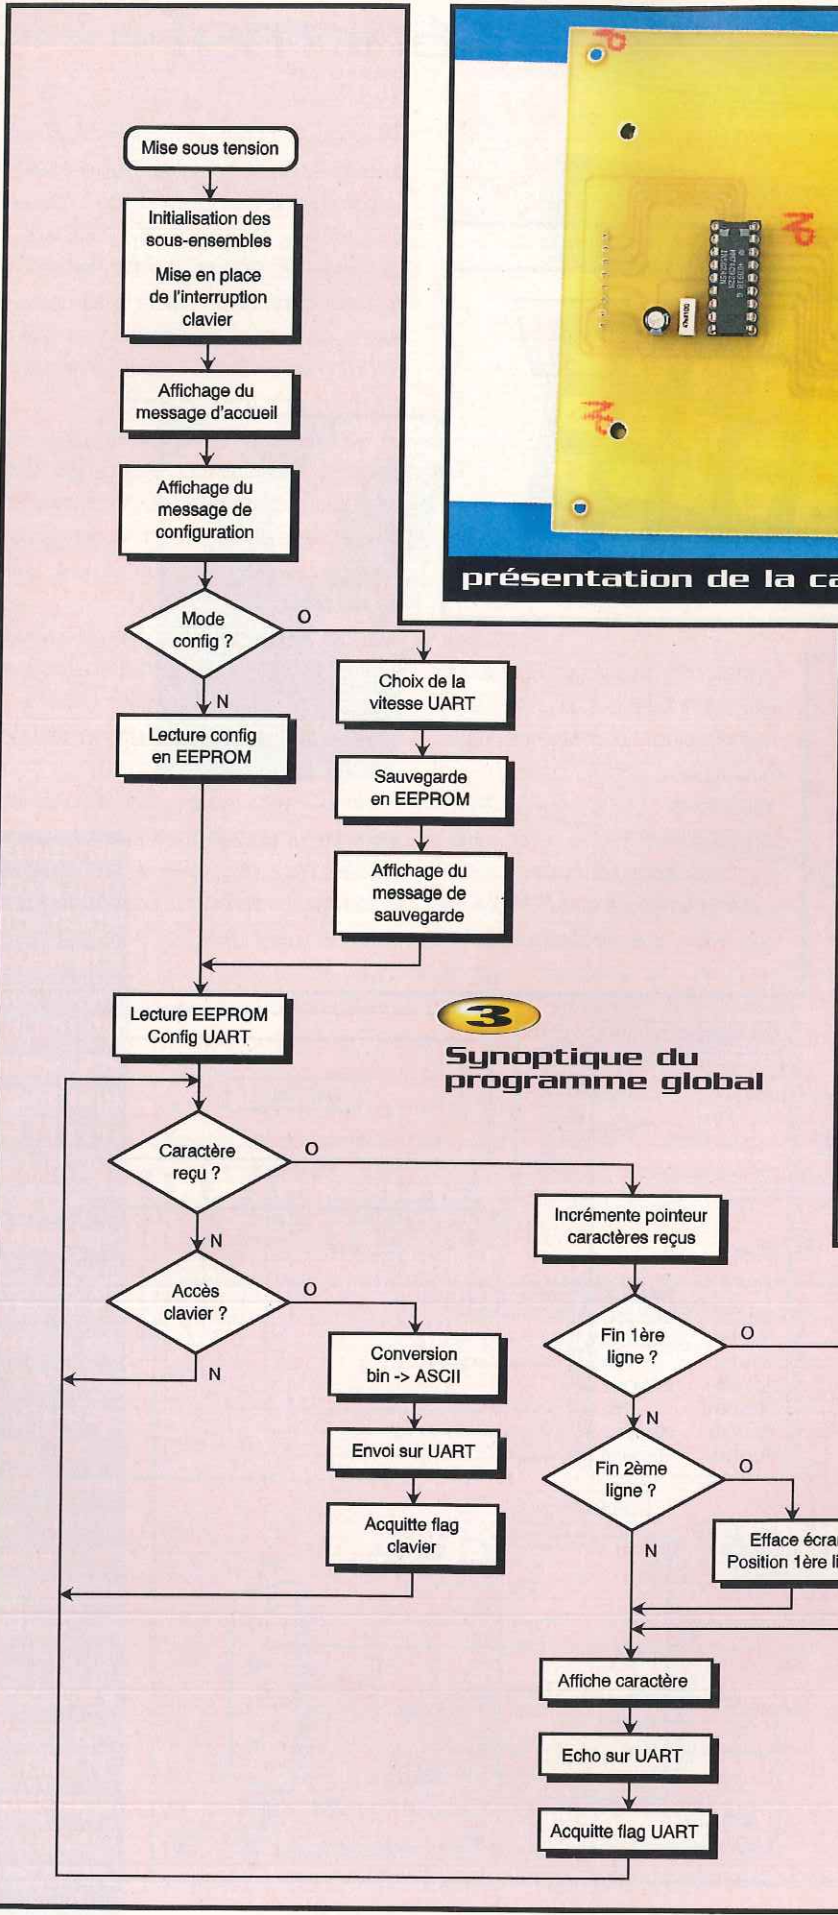 Mise sous tension
Initialisation des
sous-ensembles
Mise en place
de l'interruption
clavier
Affichage du
message d'accueil
Affichage du
message de
configuration
Mode
config ?
O
N
Lecture config
en EEPROM
Choix de la
vitesse UART
Sauvegarde
en EEPROM
Affichage du
message de
sauvegarde
Lecture EEPROM
Config UART
présentation de la
3
Synoptique du
programme global
Caractère
reçu ?
O
N
Accès
clavier ?
O
N
Conversion
bin -> ASCII
Envoi sur UART
Acquitte flag
clavier
Incrémente pointeur
caractères reçus
Fin 1ère
ligne ?
O
N
Fin 2ème
ligne ?
O
N
Efface
Position 1ère
Affiche caractère
Echo sur UART
Acquitte flag UART